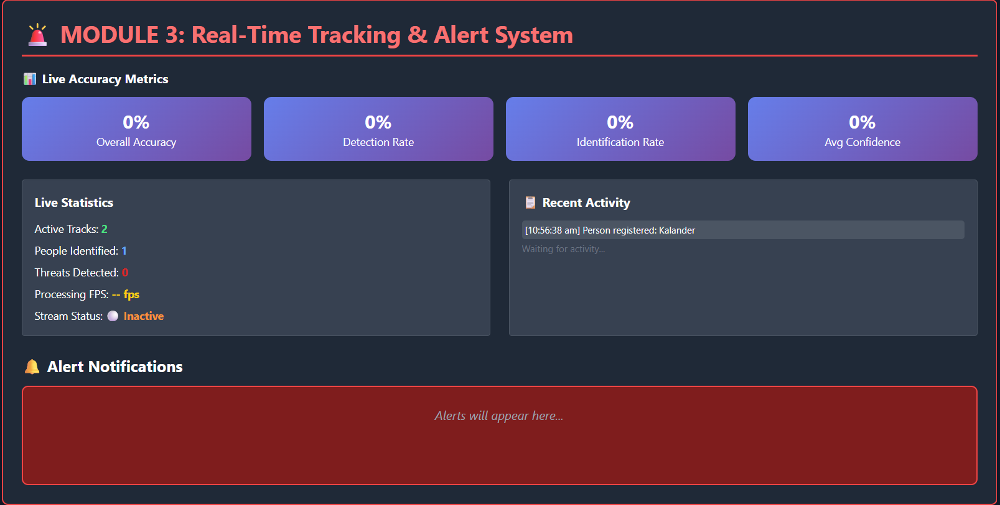 MODULE 3: Real-Time Tracking & Alert System
Live Accuracy Metrics
0%
Overall Accuracy
0%
Detection Rate
0%
Identification Rate
0%
Avg Confidence
Live Statistics
Active Tracks: 2
People Identified: 1
Threats Detected: 0
Processing FPS: -- fps
Stream Status: Inactive
Recent Activity
[10:56:38 am] Person registered: Kalander
Waiting for activity...
Alert Notifications
Alerts will appear here...